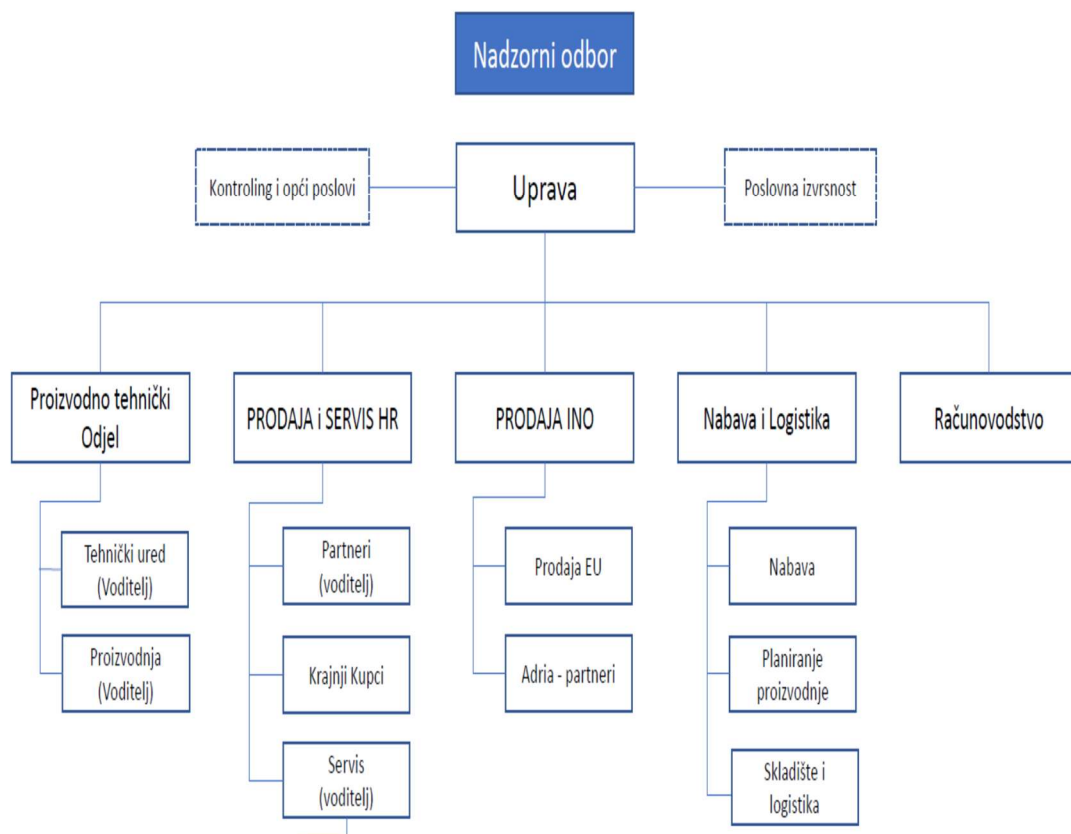 Nadzorni odbor
Kontroling i opći poslovi
Uprava
Poslovna izvrsnost
Proizvodno tehnički
Odjel
PRODAJA i SERVIS HR
PRODAJA INO
Nabava i Logistika
Računovodstvo
Tehnički ured
(Voditelj)
Partneri
(voditelj)
Prodaja EU
Nabava
Proizvodnja
(Voditelj)
Krajnji Kupci
Adria - partneri
Planiranje
proizvodnje
Servis
(voditelj)
Skladište i
logistika